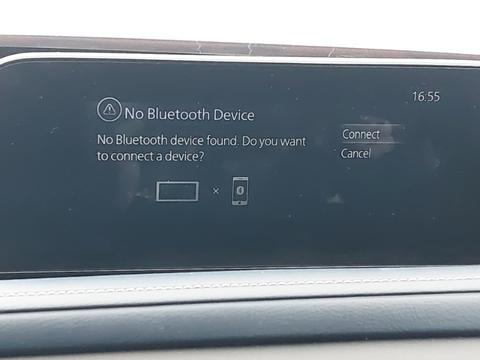 16:55
No Bluetooth Device
No Bluetooth device found. Do you want
to connect a device?
Connect
Cancel